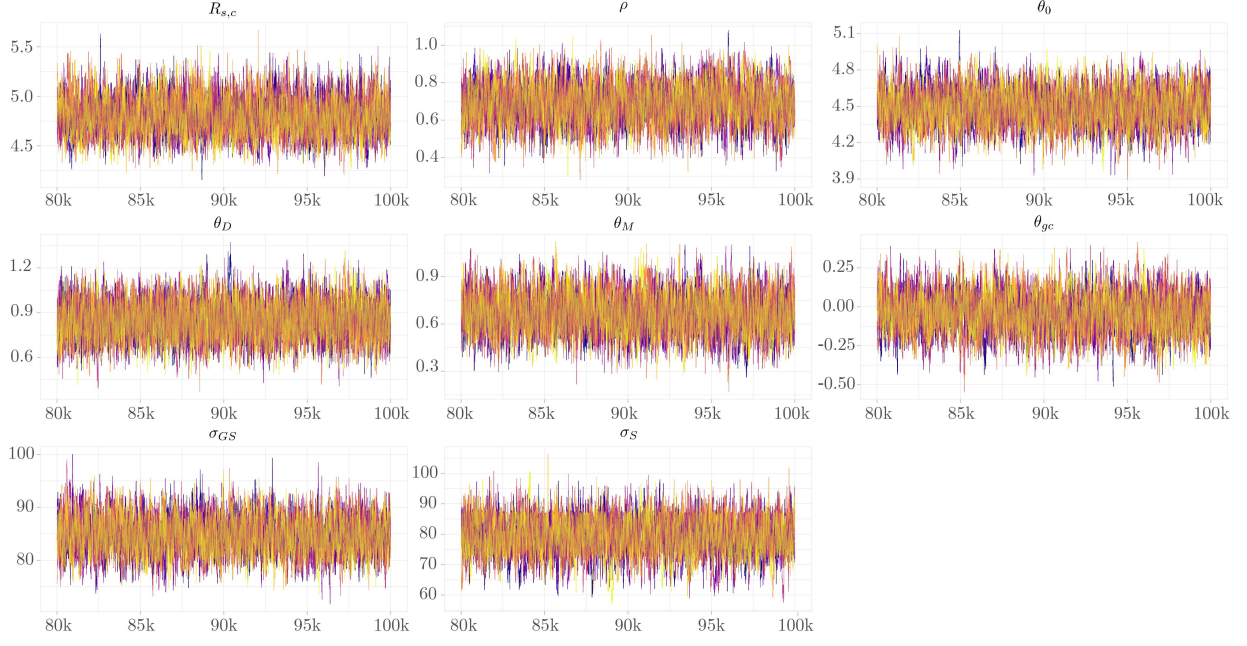 R_{s,c}
ρ
θ_0
5.5
5.0
4.5
80k 85k 90k 95k 100k
1.0
0.8
0.6
0.4
80k 85k 90k 95k 100k
5.1
4.8
4.5
4.2
3.9
80k 85k 90k 95k 100k
θ_D
θ_M
θ_{gc}
1.2
0.9
0.6
80k 85k 90k 95k 100k
0.9
0.6
0.3
80k 85k 90k 95k 100k
0.25
0.00
-0.25
-0.50
80k 85k 90k 95k 100k
σ_{GS}
σ_S
100
90
80
80k 85k 90k 95k 100k
100
90
80
70
60
80k 85k 90k 95k 100k